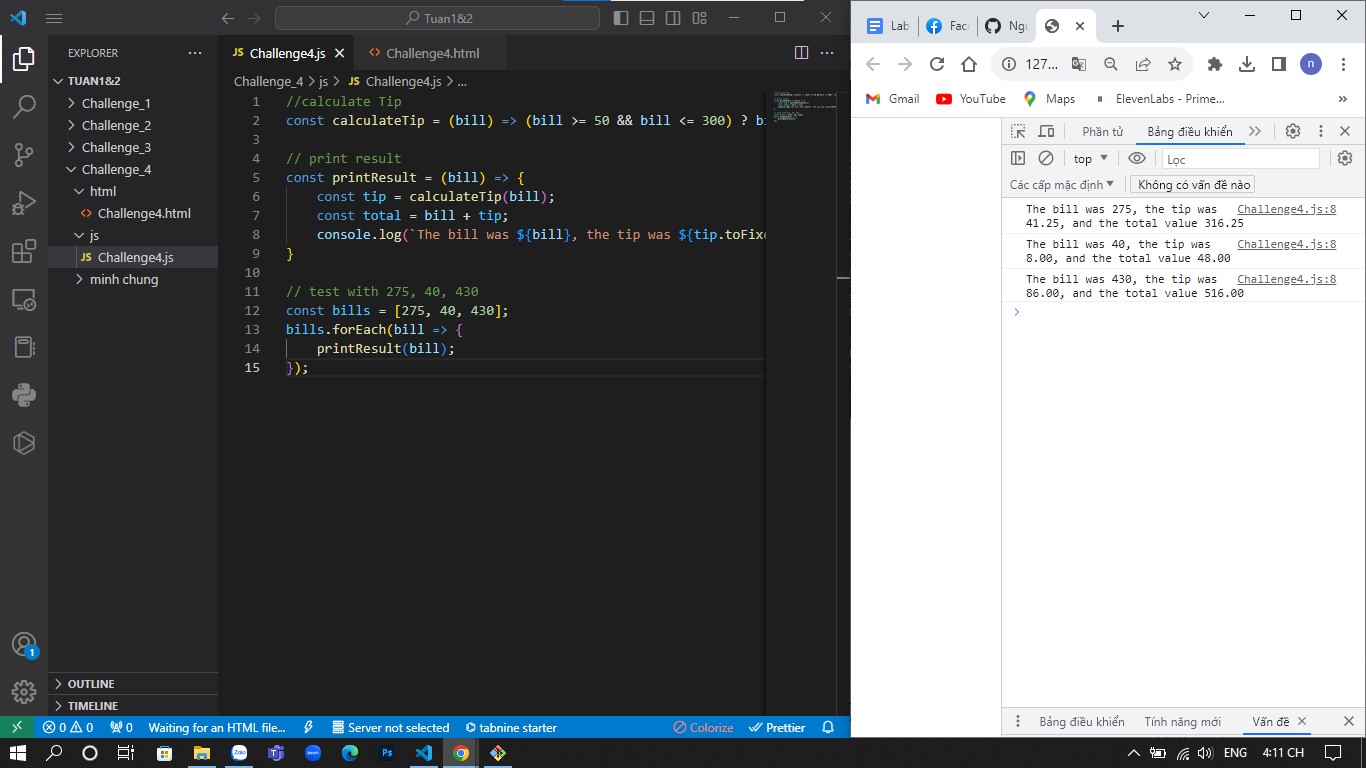 Tuan1&2
EXPLORER
TUAN1&2
Challenge_1
Challenge_2
Challenge_3
Challenge_4
html
Challenge4.html
js
JS Challenge4.js
minh chung
OUTLINE
TIMELINE
JS Challenge4.js
Challenge4.html
Challenge_4 > js > JS Challenge4.js > ...
1 //calculate Tip
2 const calculateTip = (bill) => (bill >= 50 && bill <= 300) ? bi
3
4 // print result
5 const printResult = (bill) => {
6 const tip = calculateTip(bill);
7 const total = bill + tip;
8 console.log(`The bill was ${bill}, the tip was ${tip.toFixe
9 }
10
11 // test with 275, 40, 430
12 const bills = [275, 40, 430];
13 bills.forEach(bill => {
14 printResult(bill);
15 });
1
0 0 0 Waiting for an HTML file... Server not selected tabnine starter Colorize Prettier
Lab
Fac
Ng
127...
n
Gmail YouTube Maps ElevenLabs - Prime... »
Phần tử Bảng điều khiển
top
Lọc
Các cấp mặc định Không có vấn đề nào
The bill was 275, the tip was Challenge4.js:8
41.25, and the total value 316.25
The bill was 40, the tip was Challenge4.js:8
8.00, and the total value 48.00
The bill was 430, the tip was Challenge4.js:8
86.00, and the total value 516.00
Bảng điều khiển Tính năng mới Vấn đề
Zalo
zoom
Ps
ENG 4:11 CH